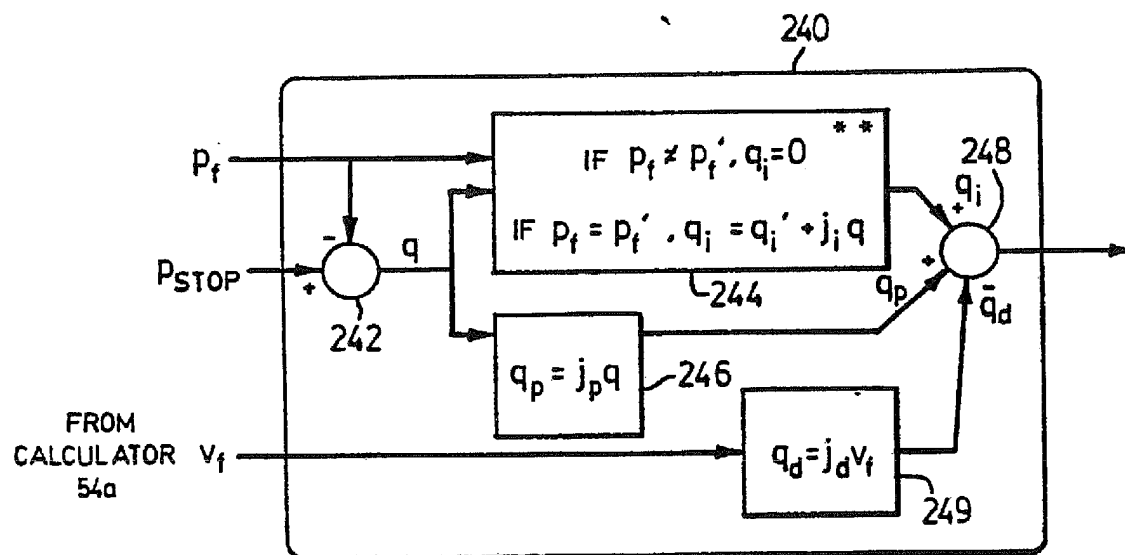 240
p_f
* *
IF p_f ≠ p_f', q_i=0
IF p_f = p_f', q_i = q_i' + j_i q
248
+ q_i
- q
p_STOP
+
242
244
+
q_p
- q_d
q_p = j_p q
246
FROM
CALCULATOR v_f
54a
q_d=j_d v_f
249